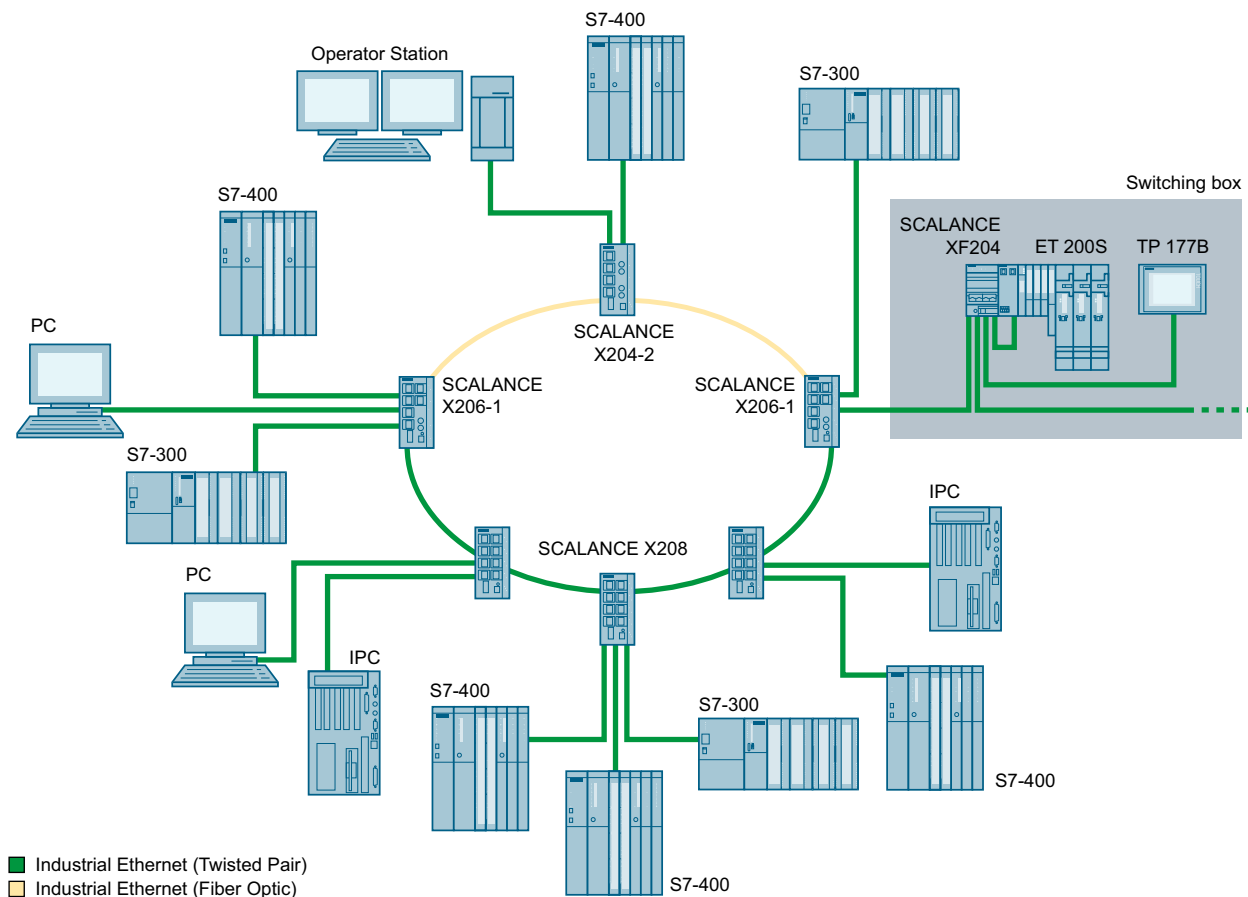 S7-400
Operator Station
S7-300
Switching box
S7-400
SCALANCE
XF204
ET 200S
TP 177B
PC
SCALANCE
X204-2
SCALANCE
X206-1
SCALANCE
X206-1
S7-300
IPC
SCALANCE X208
PC
IPC
S7-400
S7-300
S7-400
S7-400
Industrial Ethernet (Twisted Pair)
Industrial Ethernet (Fiber Optic)